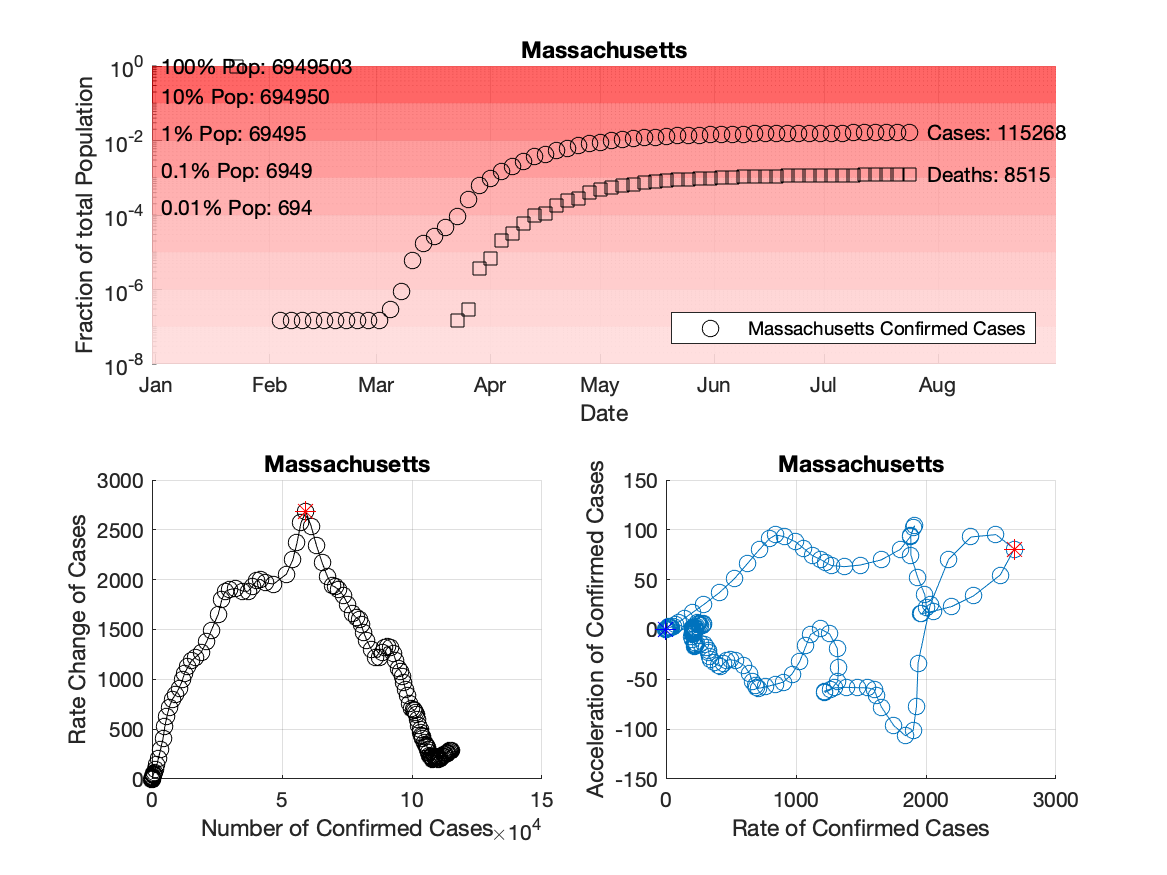 Massachusetts
10^0
10^-2
10^-4
10^-6
10^-8
Fraction of total Population
100% Pop: 6949503
10% Pop: 694950
1% Pop: 69495
0.1% Pop: 6949
0.01% Pop: 694
Cases: 115268
Deaths: 8515
Massachusetts Confirmed Cases
Jan Feb Mar Apr May Jun Jul Aug
Date
Massachusetts
3000
2500
2000
1500
1000
500
0
Rate Change of Cases
0 5 10 15
Number of Confirmed Cases ×10^4
Massachusetts
150
100
50
0
-50
-100
-150
Acceleration of Confirmed Cases
0 1000 2000 3000
Rate of Confirmed Cases